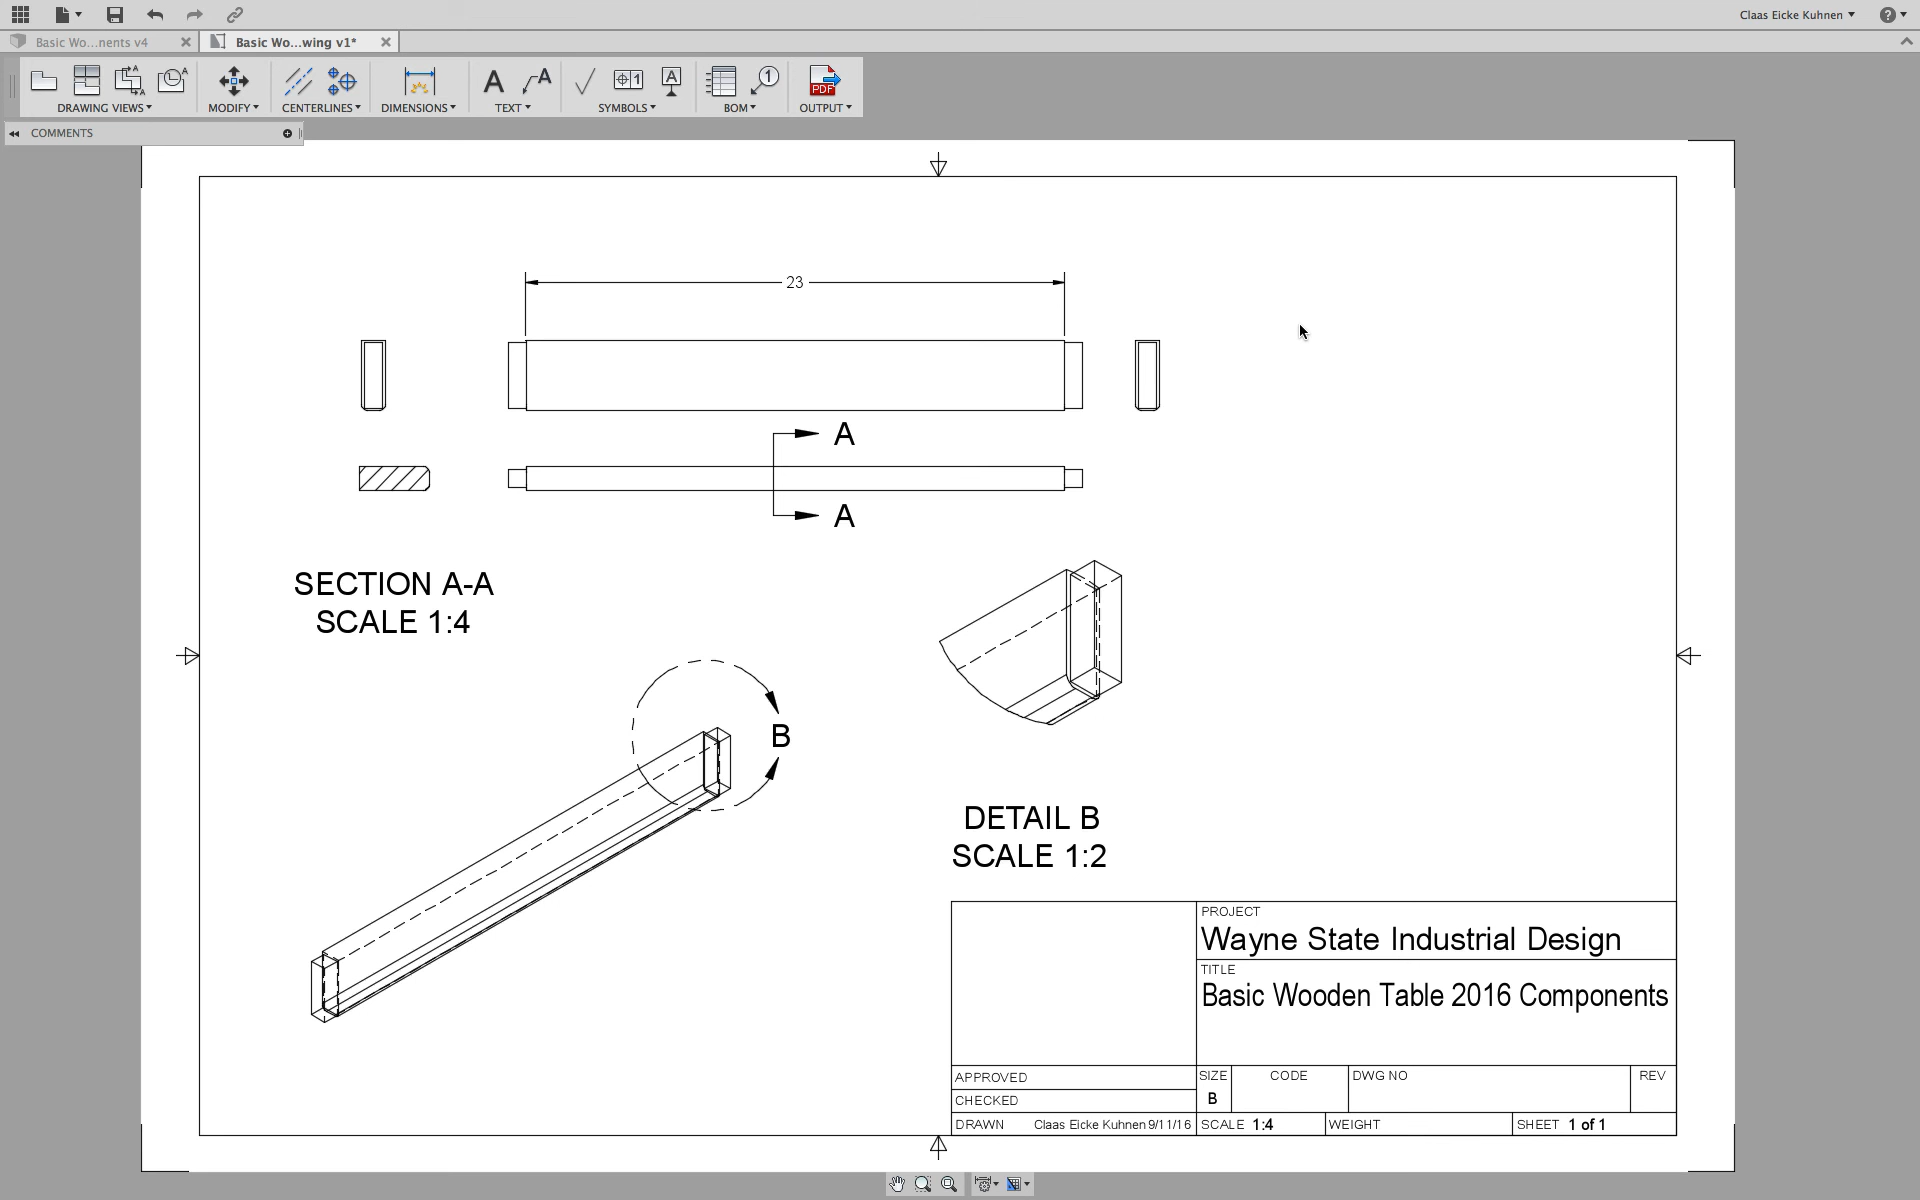 Claas Eicke Kuhnen
?
Basic Wo...nents v4
Basic Wo...wing v1*
A
A
A
A
A
1
A
1
PDF
DRAWING VIEWS
MODIFY
CENTERLINES
DIMENSIONS
TEXT
SYMBOLS
BOM
OUTPUT
COMMENTS
23
A
A
SECTION A-A
SCALE 1:4
B
DETAIL B
SCALE 1:2
PROJECT
Wayne State Industrial Design
TITLE
Basic Wooden Table 2016 Components
APPROVED
SIZE
CODE
DWG NO
REV
CHECKED
B
DRAWN Claas Eicke Kuhnen 9/11/16
SCALE 1:4
WEIGHT
SHEET 1 of 1